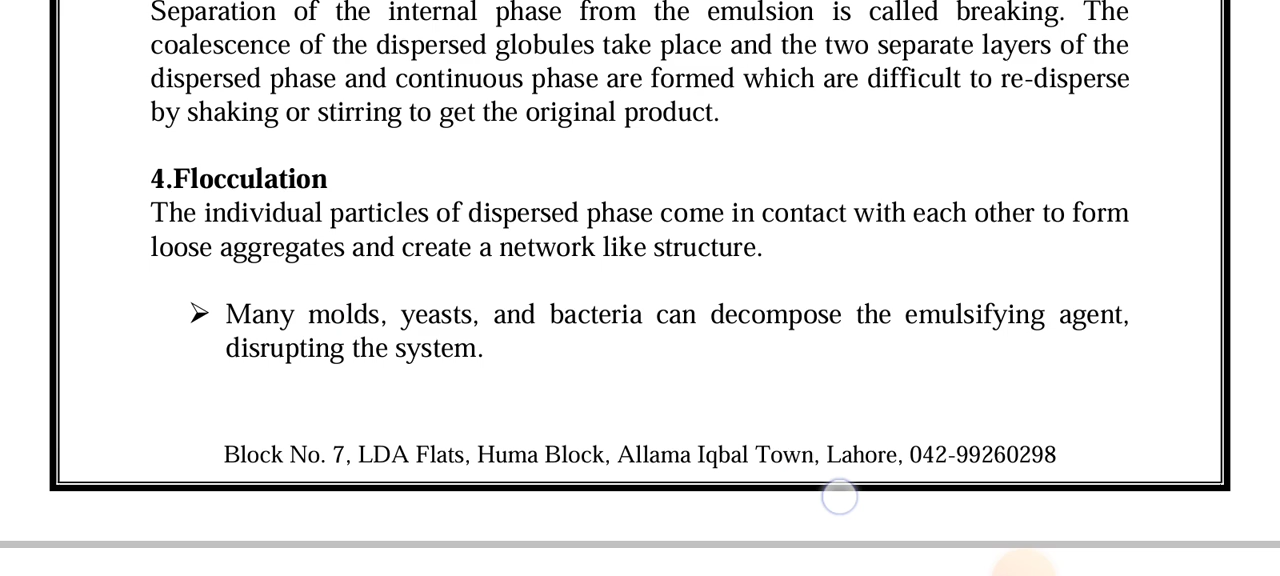 Separation of the internal phase from the emulsion is called breaking. The
coalescence of the dispersed globules take place and the two separate layers of the
dispersed phase and continuous phase are formed which are difficult to re-disperse
by shaking or stirring to get the original product.
4.Flocculation
The individual particles of dispersed phase come in contact with each other to form
loose aggregates and create a network like structure.
➢ Many molds, yeasts, and bacteria can decompose the emulsifying agent,
disrupting the system.
Block No. 7, LDA Flats, Huma Block, Allama Iqbal Town, Lahore, 042-99260298